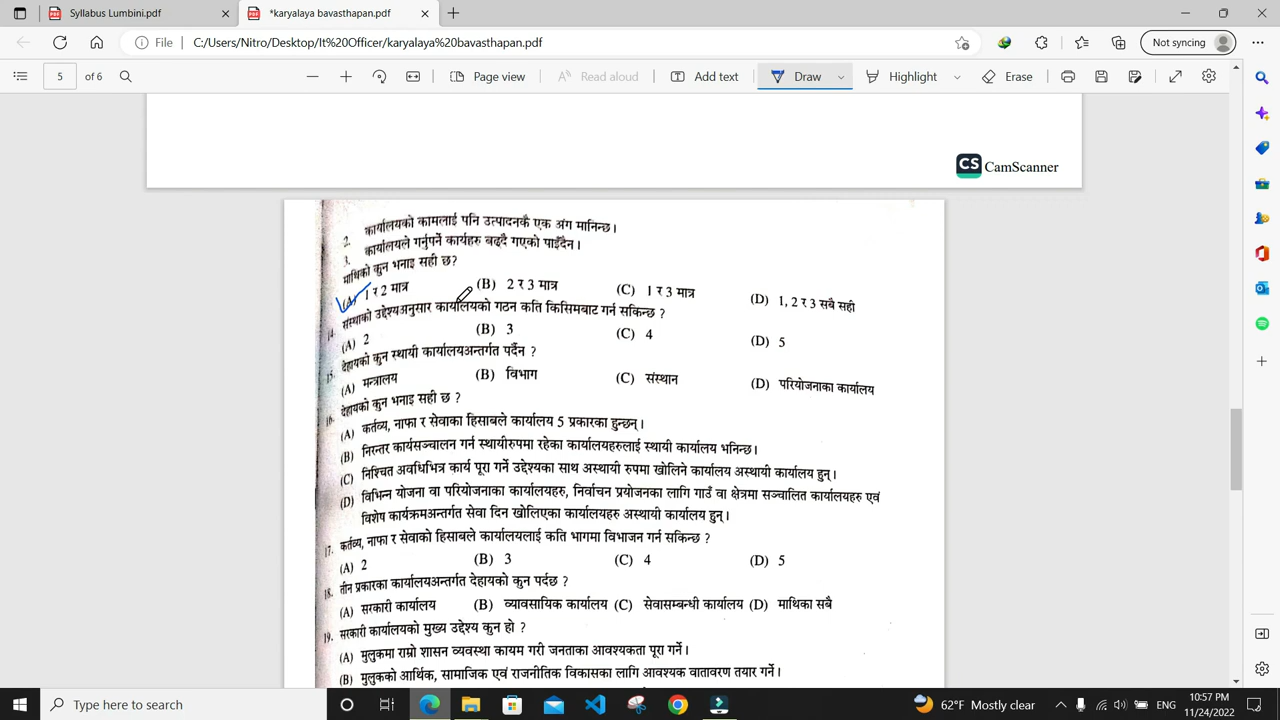 Syllabus Lumbini.pdf
*karyalaya bavasthapan.pdf
File C:/Users/Nitro/Desktop/It%20Officer/karyalaya%20bavasthapan.pdf
Not syncing
5 of 6
Page view
Read aloud
Add text
Draw
Highlight
Erase
CS CamScanner
2. कार्यालयको कामलाई पनि उत्पादनकै एक अंग मानिन्छ।
3. कार्यालयले गर्नुपर्ने कार्यहरु बढ्दै गएको पाइँदैन।
माथिको कुन भनाइ सही छ?
(A) 1 र 2 मात्र (B) 2 र 3 मात्र (C) 1 र 3 मात्र (D) 1, 2 र 3 सबै सही
14. संस्थाको उद्देश्यअनुसार कार्यालयको गठन कति किसिमबाट गर्न सकिन्छ ?
(A) 2 (B) 3 (C) 4 (D) 5
15. देहायको कुन स्थायी कार्यालयअन्तर्गत पर्दैन ?
(A) मन्त्रालय (B) विभाग (C) संस्थान (D) परियोजनाका कार्यालय
16. देहायको कुन भनाइ सही छ ?
(A) कर्तव्य, नाफा र सेवाका हिसाबले कार्यालय 5 प्रकारका हुन्छन्।
(B) निरन्तर कार्यसञ्चालन गर्न स्थायीरुपमा रहेका कार्यालयहरुलाई स्थायी कार्यालय भनिन्छ।
(C) निश्चित अवधिभित्र कार्य पूरा गर्ने उद्देश्यका साथ अस्थायी रुपमा खोलिने कार्यालय अस्थायी कार्यालय हुन्।
(D) विभिन्न योजना वा परियोजनाका कार्यालयहरु, निर्वाचन प्रयोजनका लागि गाउँ वा क्षेत्रमा सञ्चालित कार्यालयहरु एवं
विशेष कार्यक्रमअन्तर्गत सेवा दिन खोलिएका कार्यालयहरु अस्थायी कार्यालय हुन्।
17. कर्तव्य, नाफा र सेवाको हिसाबले कार्यालयलाई कति भागमा विभाजन गर्न सकिन्छ ?
(A) 2 (B) 3 (C) 4 (D) 5
18. तीन प्रकारका कार्यालयअन्तर्गत देहायको कुन पर्दछ ?
(A) सरकारी कार्यालय (B) व्यावसायिक कार्यालय (C) सेवासम्बन्धी कार्यालय (D) माथिका सबै
19. सरकारी कार्यालयको मुख्य उद्देश्य कुन हो ?
(A) मुलुकमा राम्रो शासन व्यवस्था कायम गरी जनताका आवश्यकता पूरा गर्ने।
(B) मुलुकको आर्थिक, सामाजिक एवं राजनीतिक विकासका लागि आवश्यक वातावरण तयार गर्ने।
Type here to search
62°F Mostly clear
ENG
10:57 PM
11/24/2022